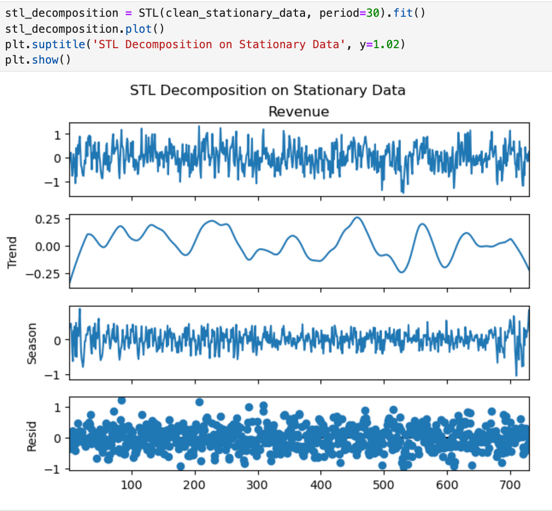 stl_decomposition = STL(clean_stationary_data, period=30).fit()
stl_decomposition.plot()
plt.suptitle('STL Decomposition on Stationary Data', y=1.02)
plt.show()
STL Decomposition on Stationary Data
Revenue
1
0
−1
Trend
0.25
0.00
−0.25
Season
0
−1
Resid
1
0
−1
100 200 300 400 500 600 700